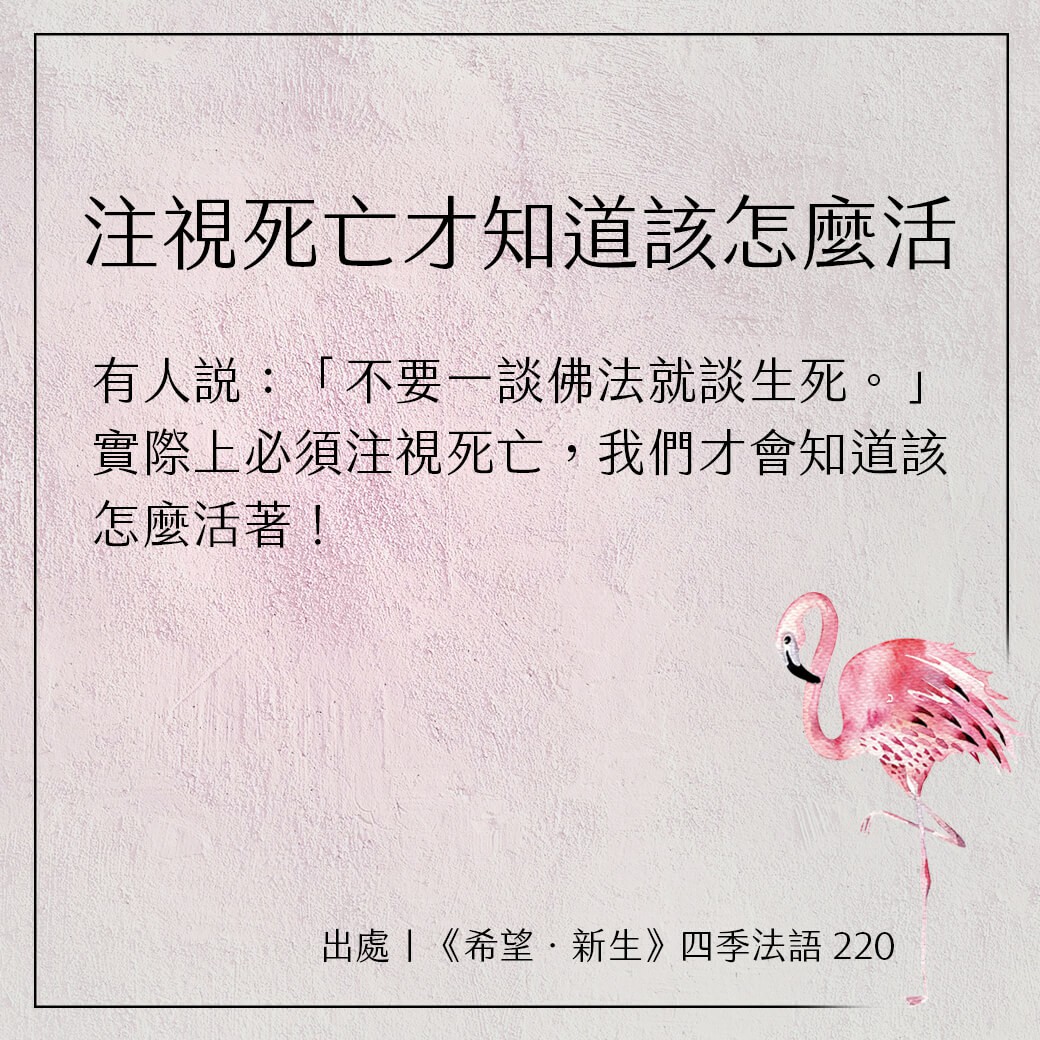 注視死亡才知道該怎麼活
有人説：「不要一談佛法就談生死。」
實際上必須注視死亡，我們才會知道該
怎麼活著！
出處｜《希望．新生》四季法語 220